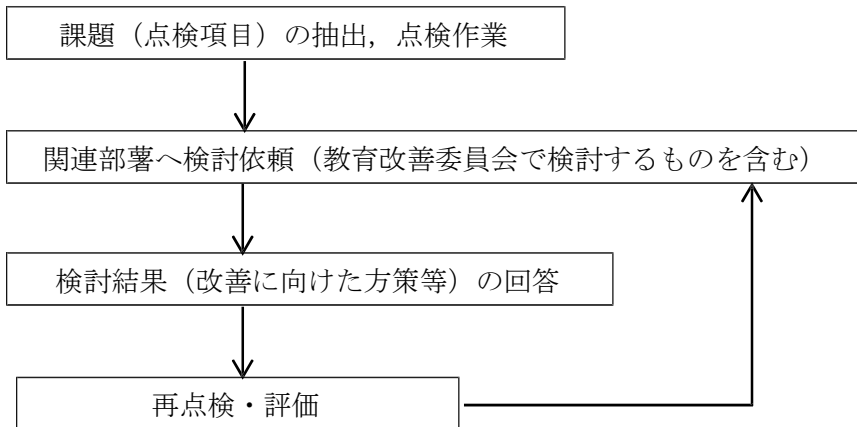 課題（点検項目）の抽出，点検作業
関連部署へ検討依頼（教育改善委員会で検討するものを含む）
検討結果（改善に向けた方策等）の回答
再点検・評価